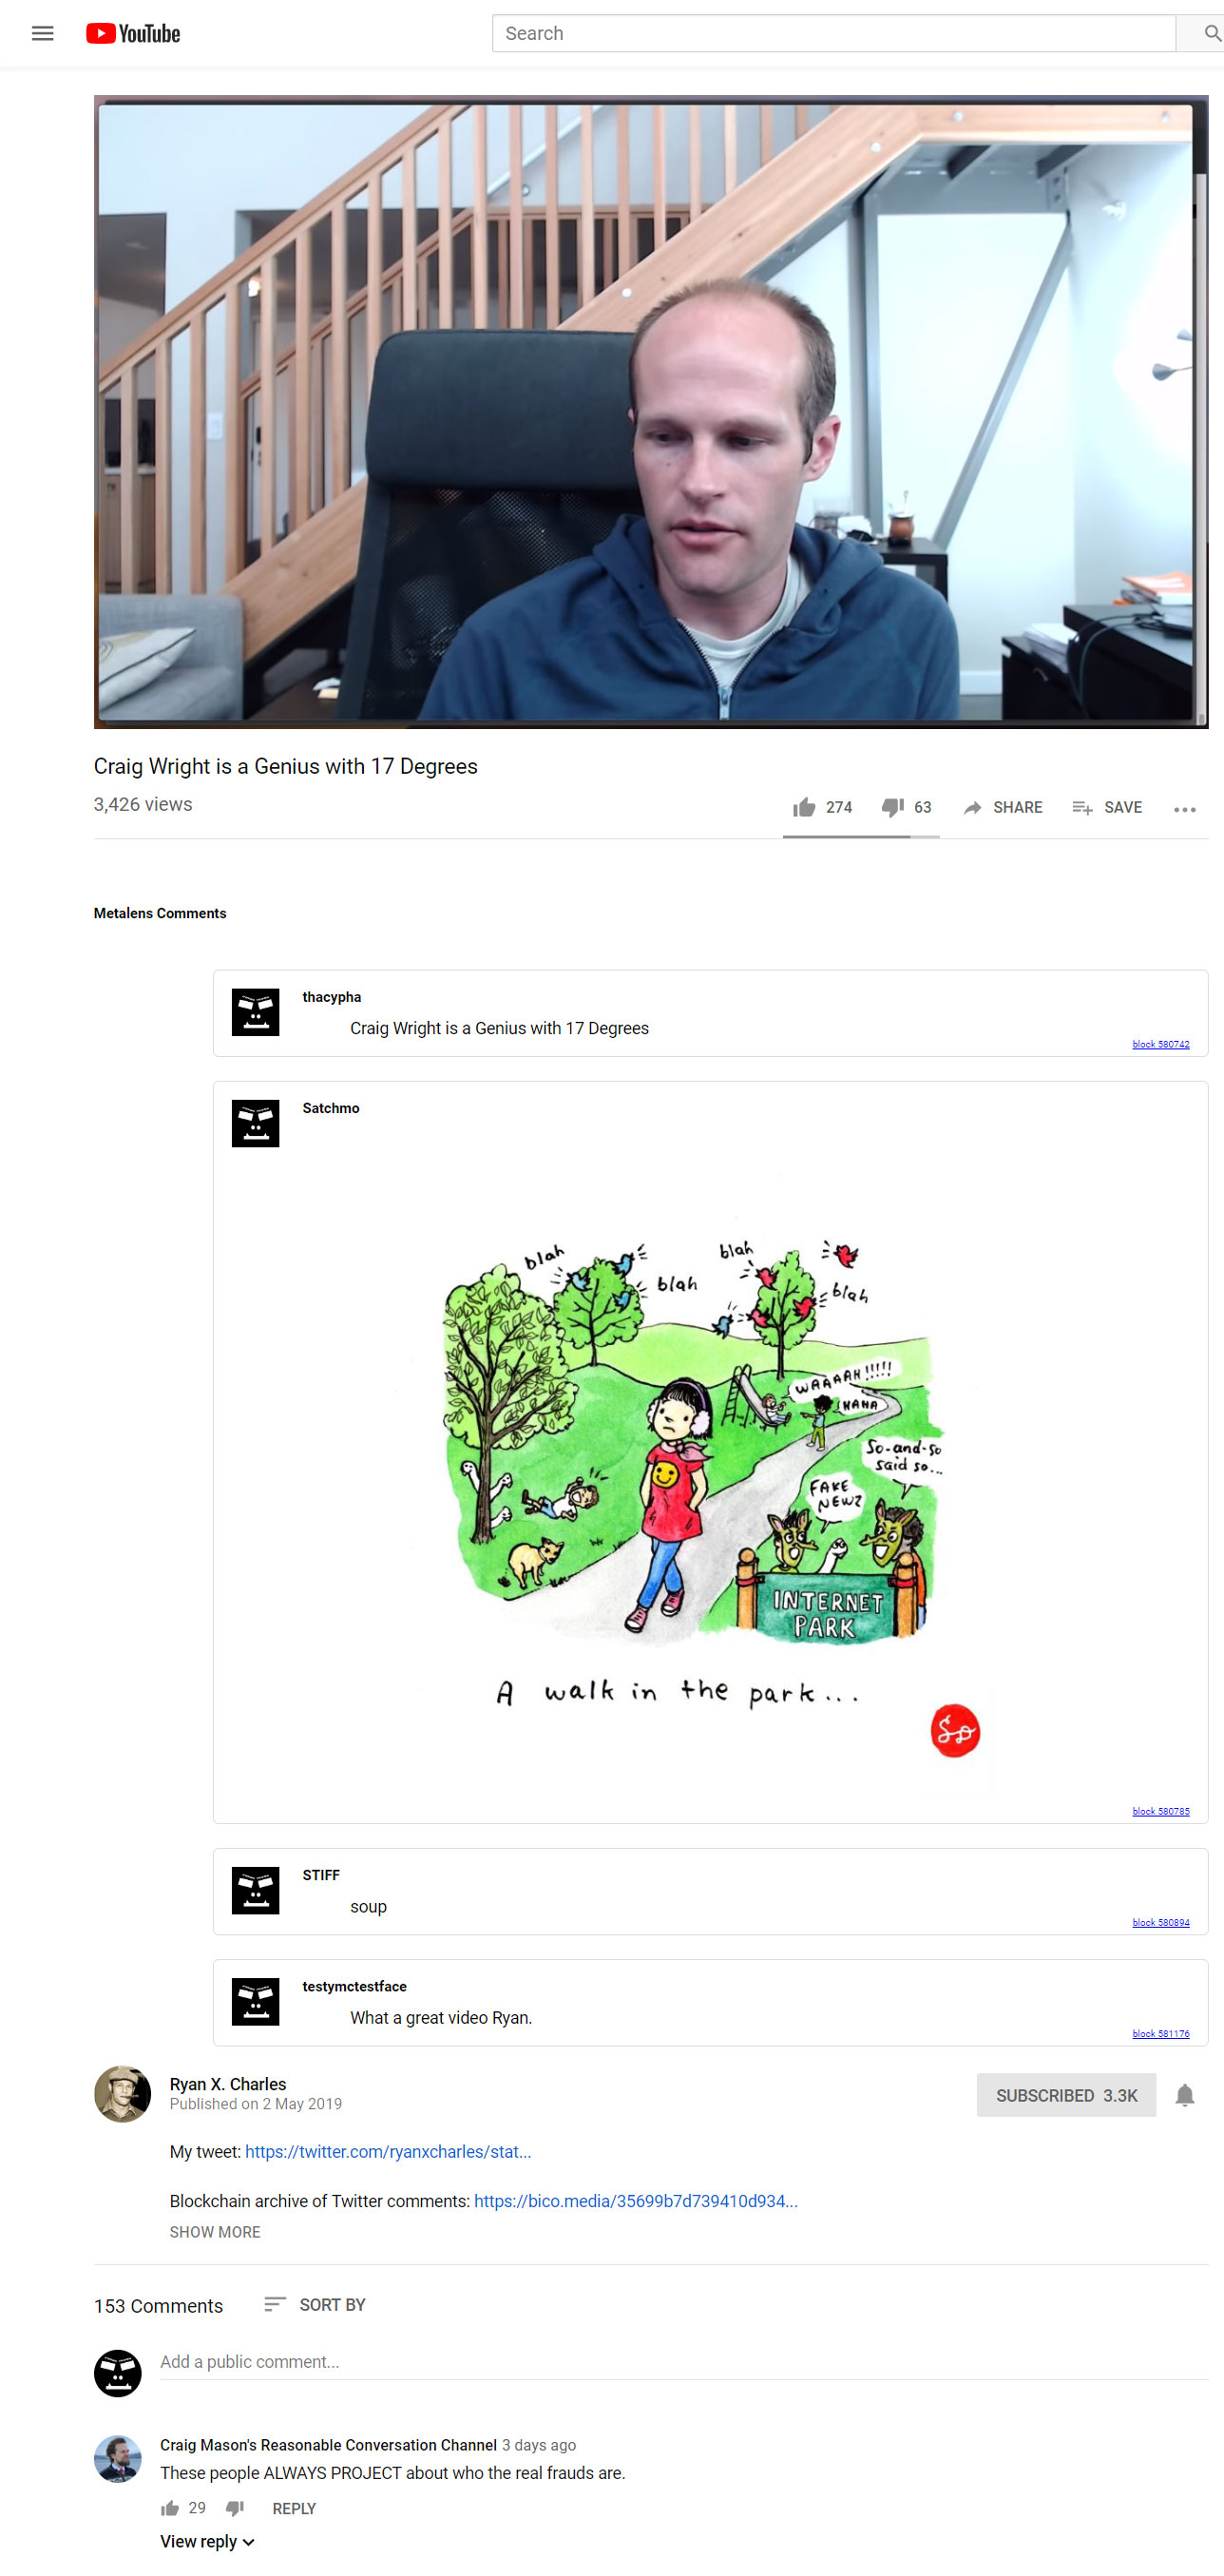 YouTube
Search
Craig Wright is a Genius with 17 Degrees
3,426 views
274
63
SHARE
SAVE
Metalens Comments
thacypha
Craig Wright is a Genius with 17 Degrees
block 580742
Satchmo
blah
blah
blah
blah
WAAAAH!!!!!
HAHA
So-and-so
said so...
FAKE
NEWZ
INTERNET
PARK
A walk in the park...
SD
block 580785
STIFF
soup
block 580894
testymctestface
What a great video Ryan.
block 581176
Ryan X. Charles
Published on 2 May 2019
SUBSCRIBED 3.3K
My tweet: https://twitter.com/ryanxcharles/stat...
Blockchain archive of Twitter comments: https://bico.media/35699b7d739410d934...
SHOW MORE
153 Comments
SORT BY
Add a public comment...
Craig Mason's Reasonable Conversation Channel 3 days ago
These people ALWAYS PROJECT about who the real frauds are.
29
REPLY
View reply